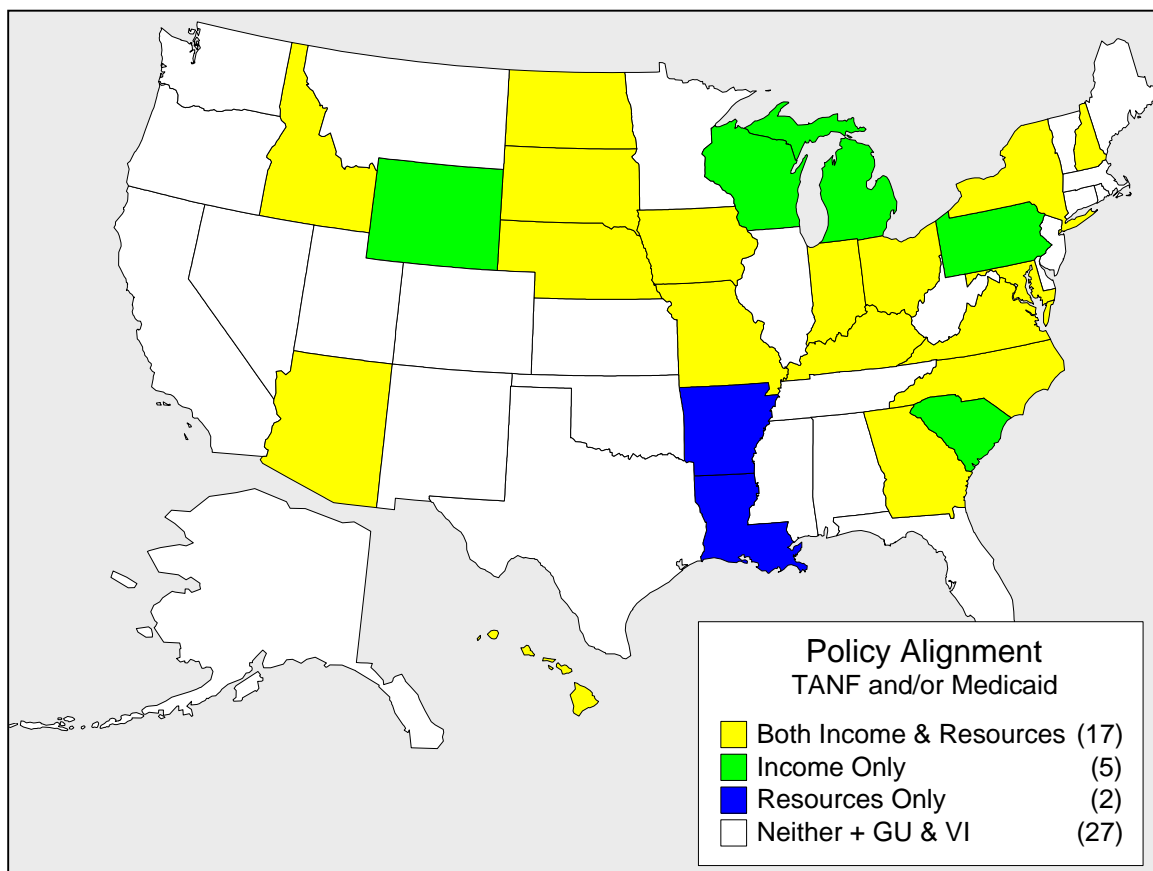 Policy Alignment
TANF and/or Medicaid
Both Income & Resources (17)
Income Only (5)
Resources Only (2)
Neither + GU & VI (27)